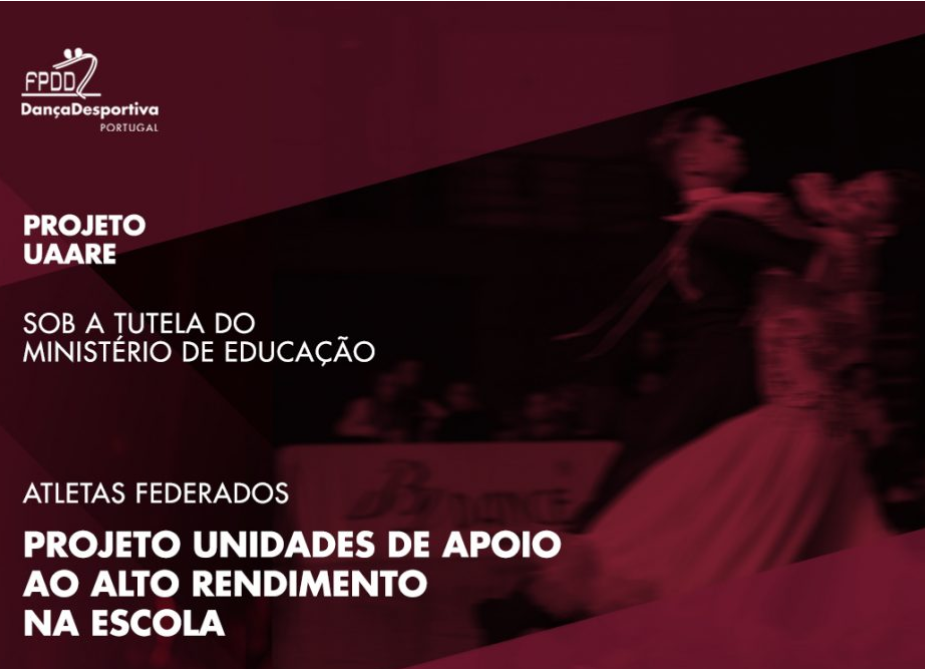 FPDD
DançaDesportiva
PORTUGAL
PROJETO
UAARE
SOB A TUTELA DO
MINISTÉRIO DE EDUCAÇÃO
ATLETAS FEDERADOS
PROJETO UNIDADES DE APOIO
AO ALTO RENDIMENTO
NA ESCOLA